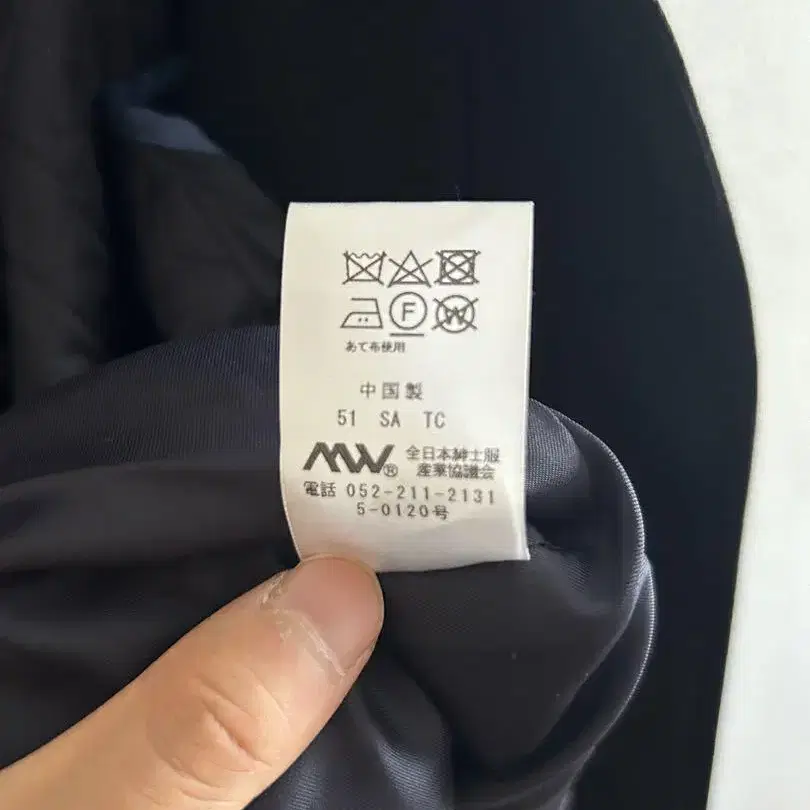 F W
あて布使用
中国製
51 SA TC
MW® 全日本紳士服
産業協議会
電話 052-211-2131
5-0120号